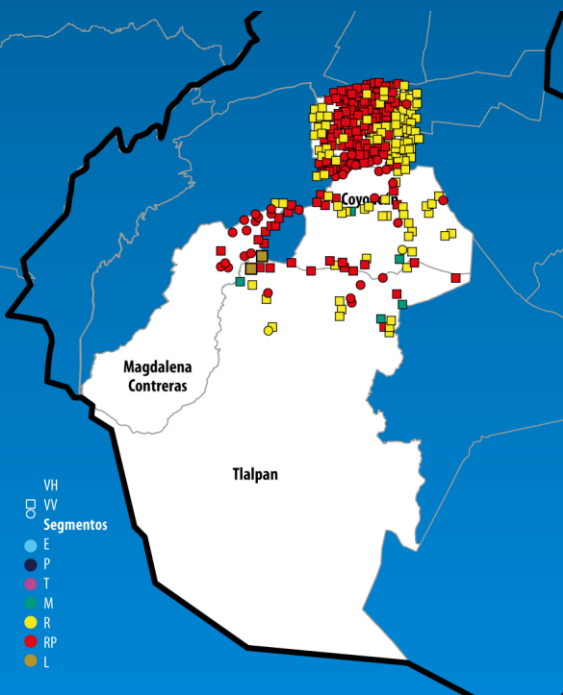 Coyoacán
Magdalena
Contreras
Tlalpan
VH
VV
Segmentos
E
P
T
M
R
RP
L